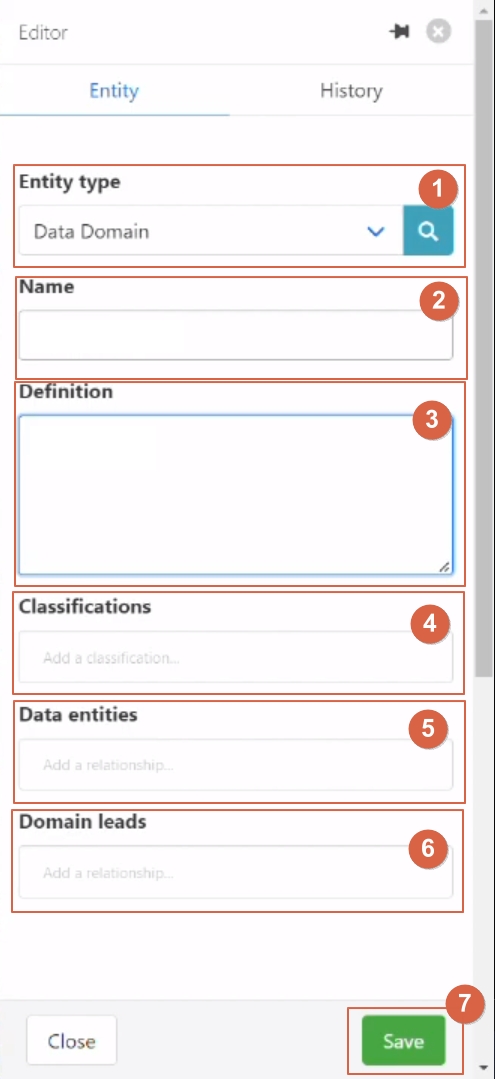 Editor
Entity History
Entity type
1
Data Domain
Name
2
Definition
3
Classifications
4
Add a classification...
Data entities
5
Add a relationship...
Domain leads
6
Add a relationship...
7
Close Save